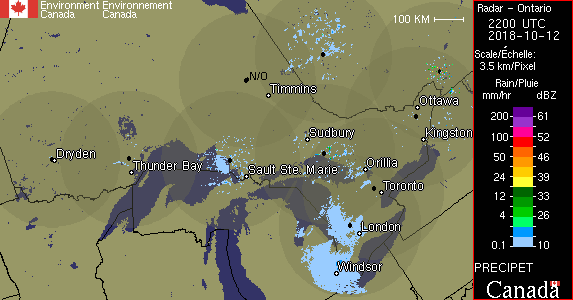 Environment Environnement
Canada Canada
100 KM
N/O
Timmins
Ottawa
Sudbury
Kingston
Dryden
Thunder Bay
Sault Ste. Marie
Orillia
Toronto
London
Windsor
Radar – Ontario
2200 UTC
2018-10-12
Scale/Échelle:
3.5 km/Pixel
Rain/Pluie
mm/hr dBZ
200 61
100 56
100 52
50 46
24 39
12 33
4 26
0.1 10
PRECIPET
Canada